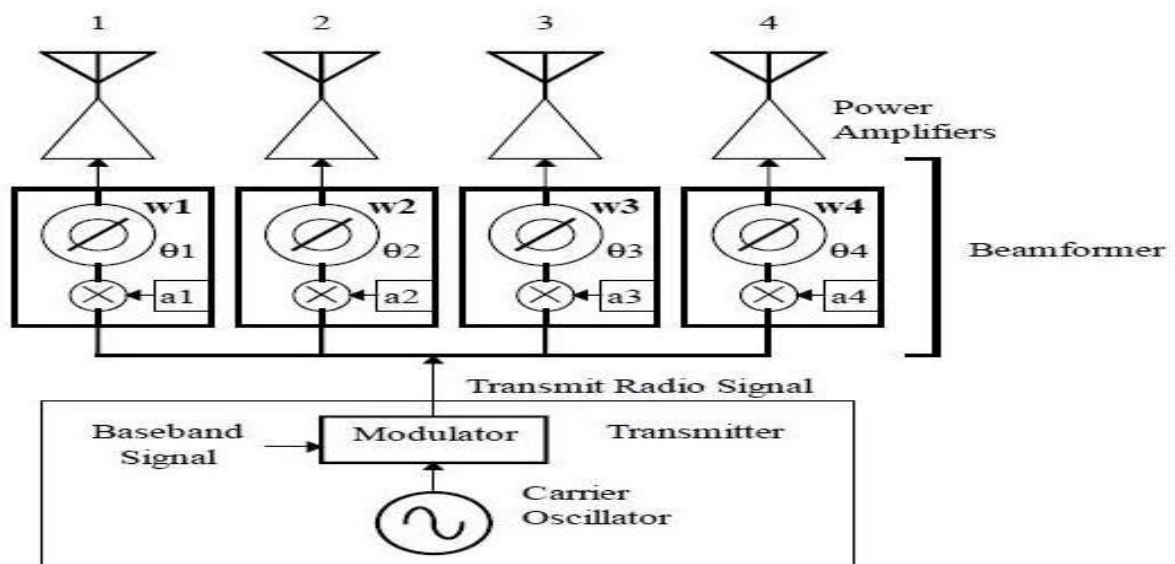 1 2 3 4
Power
Amplifiers
w1 w2 w3 w4
θ1 θ2 θ3 θ4
Beamformer
a1 a2 a3 a4
Transmit Radio Signal
Baseband
Signal
Modulator
Transmitter
Carrier
Oscillator